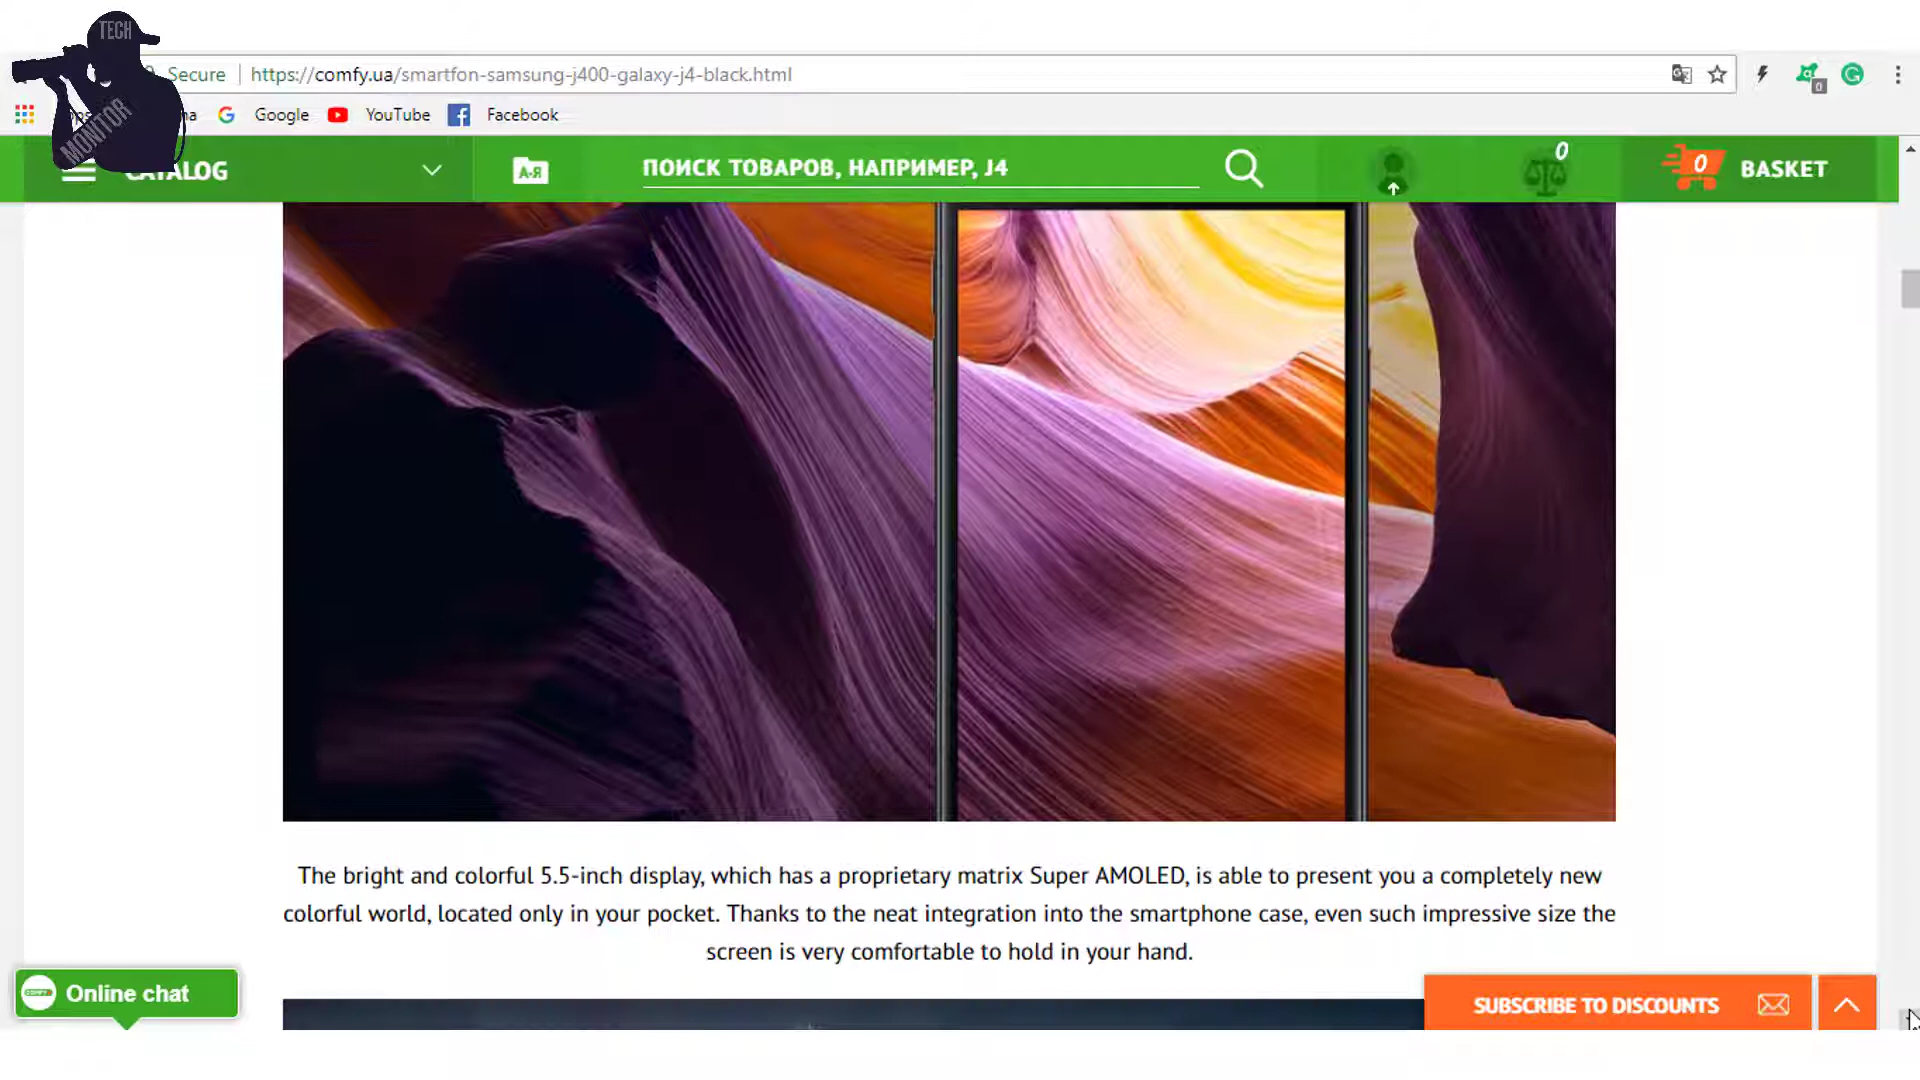 TECH
MONITOR
Secure
https://comfy.ua/smartfon-samsung-j400-galaxy-j4-black.html
0
Google
YouTube
Facebook
CATALOG
А-Я
ПОИСК ТОВАРОВ, НАПРИМЕР, J4
0
0
BASKET
The bright and colorful 5.5-inch display, which has a proprietary matrix Super AMOLED, is able to present you a completely new
colorful world, located only in your pocket. Thanks to the neat integration into the smartphone case, even such impressive size the
screen is very comfortable to hold in your hand.
Online chat
SUBSCRIBE TO DISCOUNTS